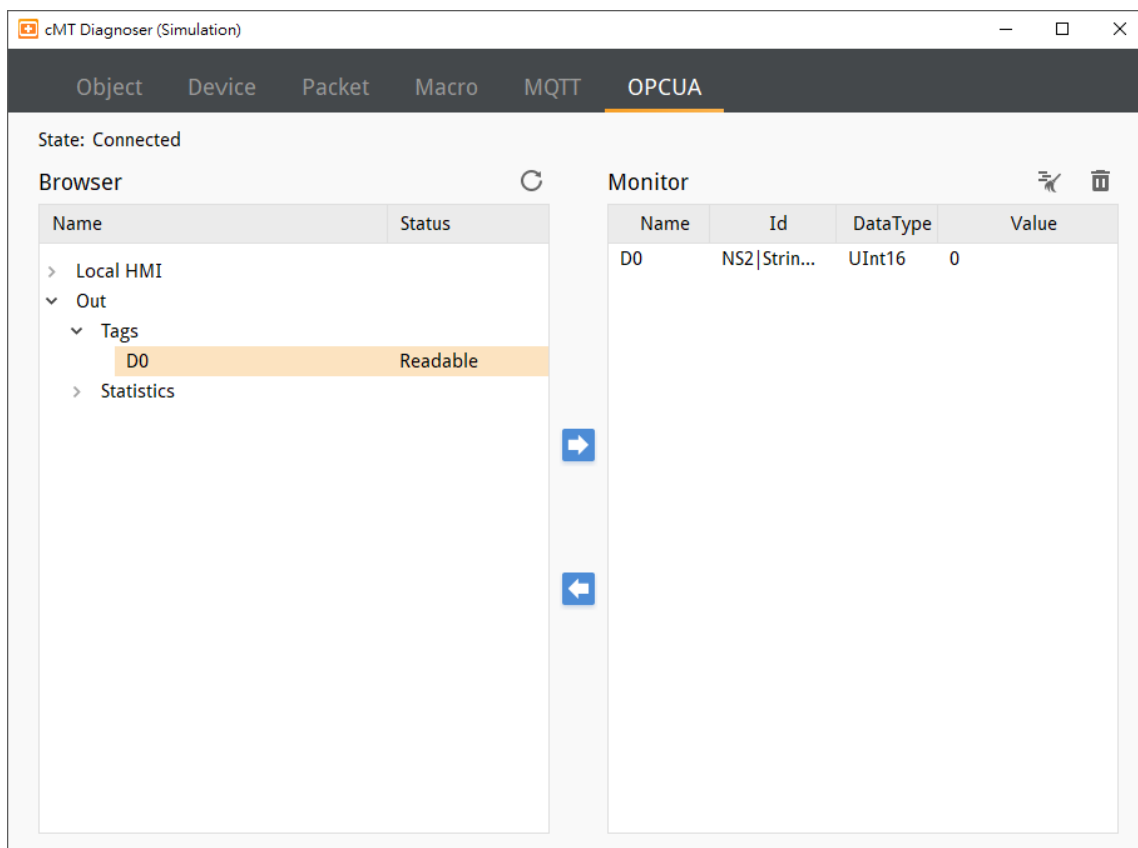 cMT Diagnoser (Simulation)
Object Device Packet Macro MQTT OPCUA
State: Connected
Browser
Name Status
Local HMI
Out
Tags
D0 Readable
Statistics
Monitor
Name Id DataType Value
D0 NS2|Strin... UInt16 0